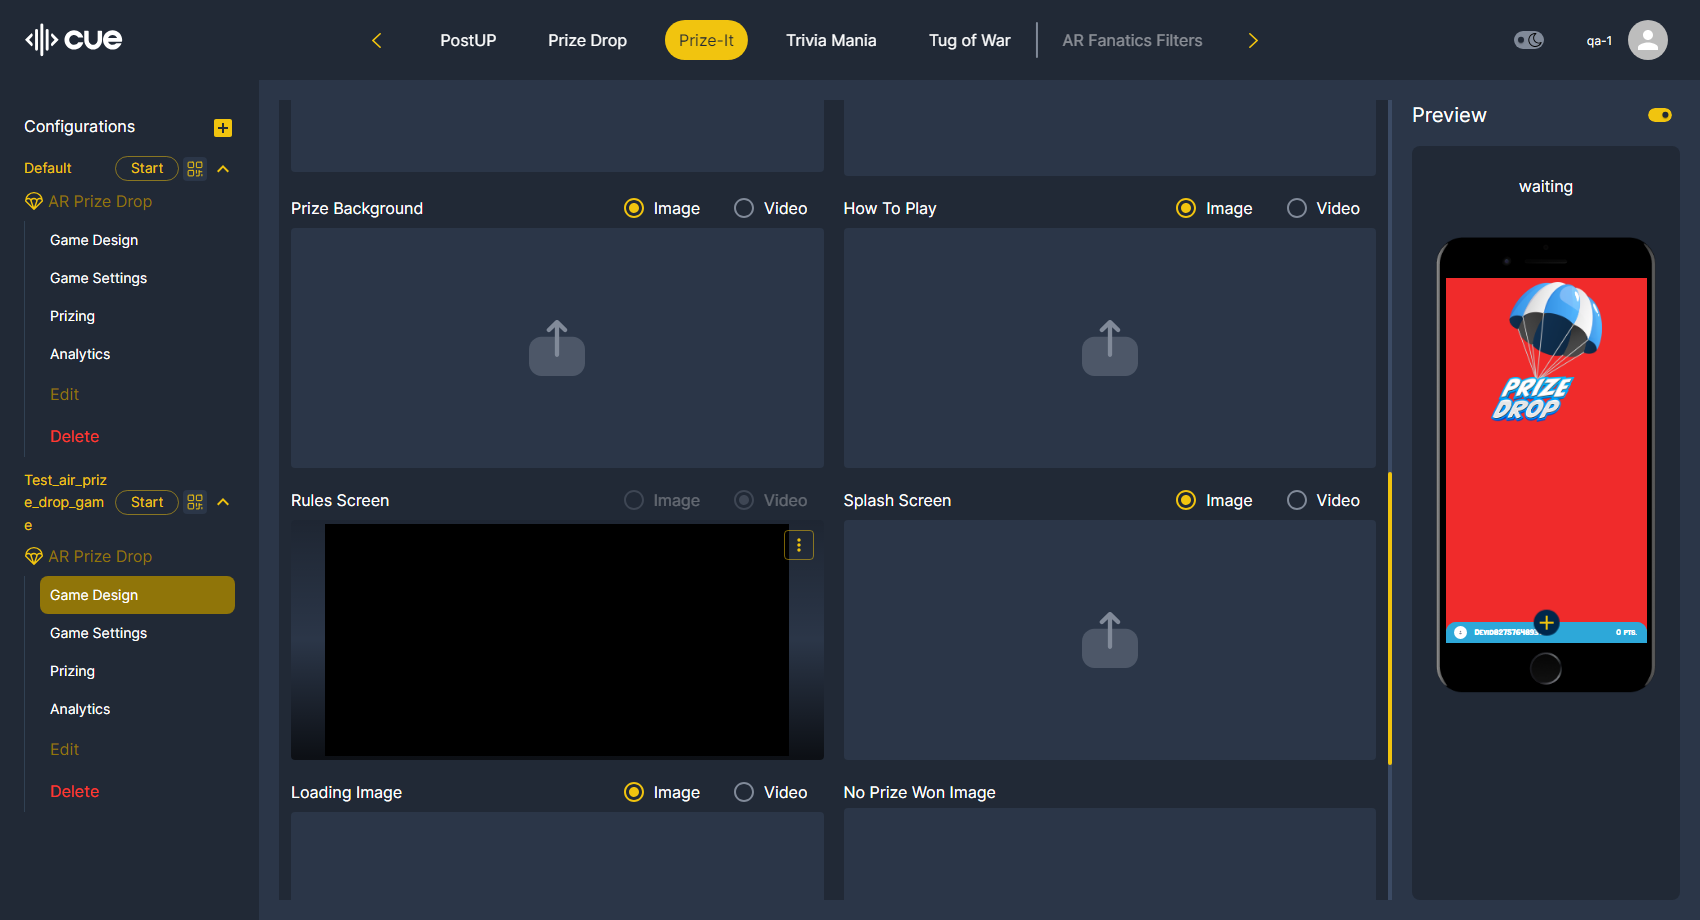 cue
PostUP
Prize Drop
Prize-It
Trivia Mania
Tug of War
AR Fanatics Filters
qa-1
Configurations
Default
Start
AR Prize Drop
Game Design
Game Settings
Prizing
Analytics
Edit
Delete
Test_air_priz
e_drop_gam
e
Start
AR Prize Drop
Game Design
Game Settings
Prizing
Analytics
Edit
Delete
Prize Background
Image
Video
How To Play
Image
Video
Rules Screen
Image
Video
Splash Screen
Image
Video
Loading Image
Image
Video
No Prize Won Image
Preview
waiting
PRIZE
DROP
0 PTS.